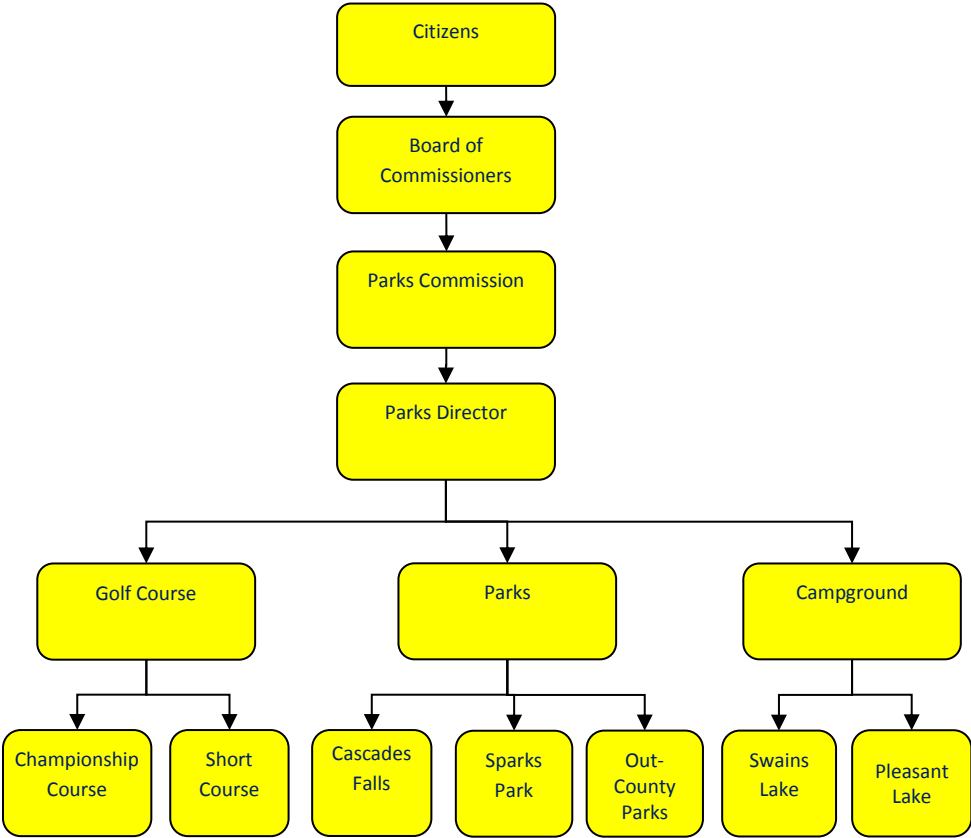 Citizens
Board of
Commissioners
Parks Commission
Parks Director
Golf Course
Parks
Campground
Championship
Course
Short
Course
Cascades
Falls
Sparks
Park
Out-
County
Parks
Swains
Lake
Pleasant
Lake